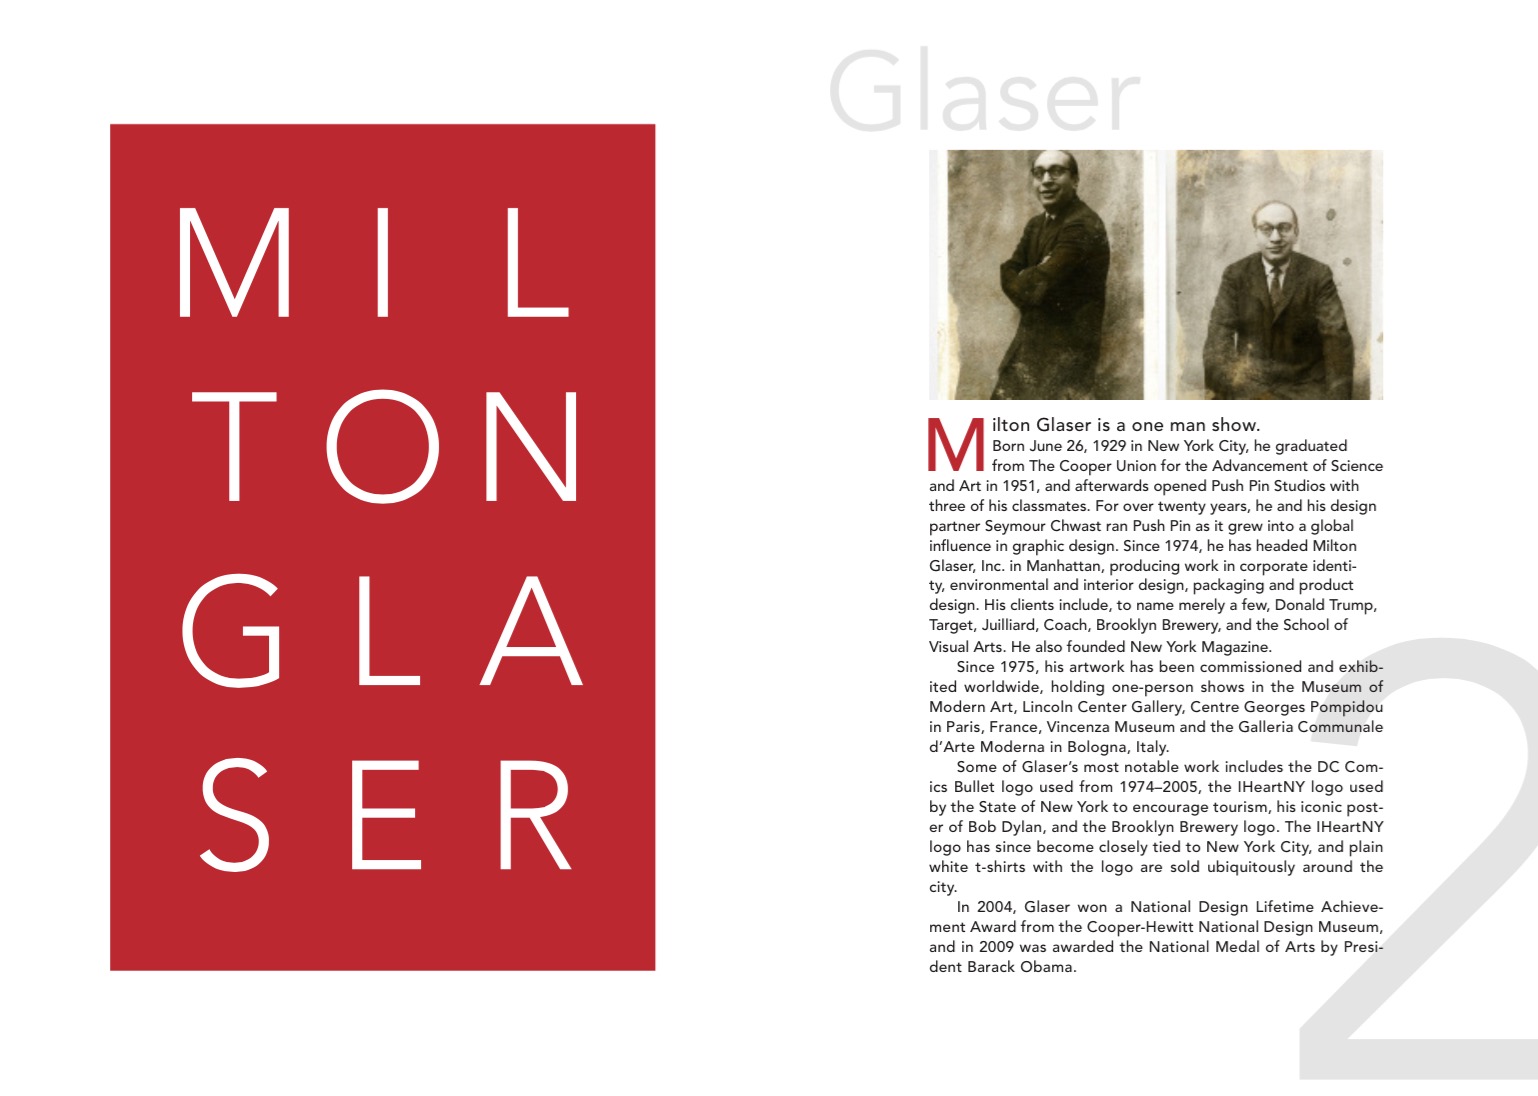 M I L
T O N
G L A
S E R
Glaser
Milton Glaser is a one man show.
Born June 26, 1929 in New York City, he graduated
from The Cooper Union for the Advancement of Science
and Art in 1951, and afterwards opened Push Pin Studios with
three of his classmates. For over twenty years, he and his design
partner Seymour Chwast ran Push Pin as it grew into a global
influence in graphic design. Since 1974, he has headed Milton
Glaser, Inc. in Manhattan, producing work in corporate identi-
ty, environmental and interior design, packaging and product
design. His clients include, to name merely a few, Donald Trump,
Target, Juilliard, Coach, Brooklyn Brewery, and the School of
Visual Arts. He also founded New York Magazine.
Since 1975, his artwork has been commissioned and exhib-
ited worldwide, holding one-person shows in the Museum of
Modern Art, Lincoln Center Gallery, Centre Georges Pompidou
in Paris, France, Vincenza Museum and the Galleria Communale
d'Arte Moderna in Bologna, Italy.
Some of Glaser's most notable work includes the DC Com-
ics Bullet logo used from 1974–2005, the IHeartNY logo used
by the State of New York to encourage tourism, his iconic post-
er of Bob Dylan, and the Brooklyn Brewery logo. The IHeartNY
logo has since become closely tied to New York City, and plain
white t-shirts with the logo are sold ubiquitously around the
city.
In 2004, Glaser won a National Design Lifetime Achieve-
ment Award from the Cooper-Hewitt National Design Museum,
and in 2009 was awarded the National Medal of Arts by Presi-
dent Barack Obama.
2